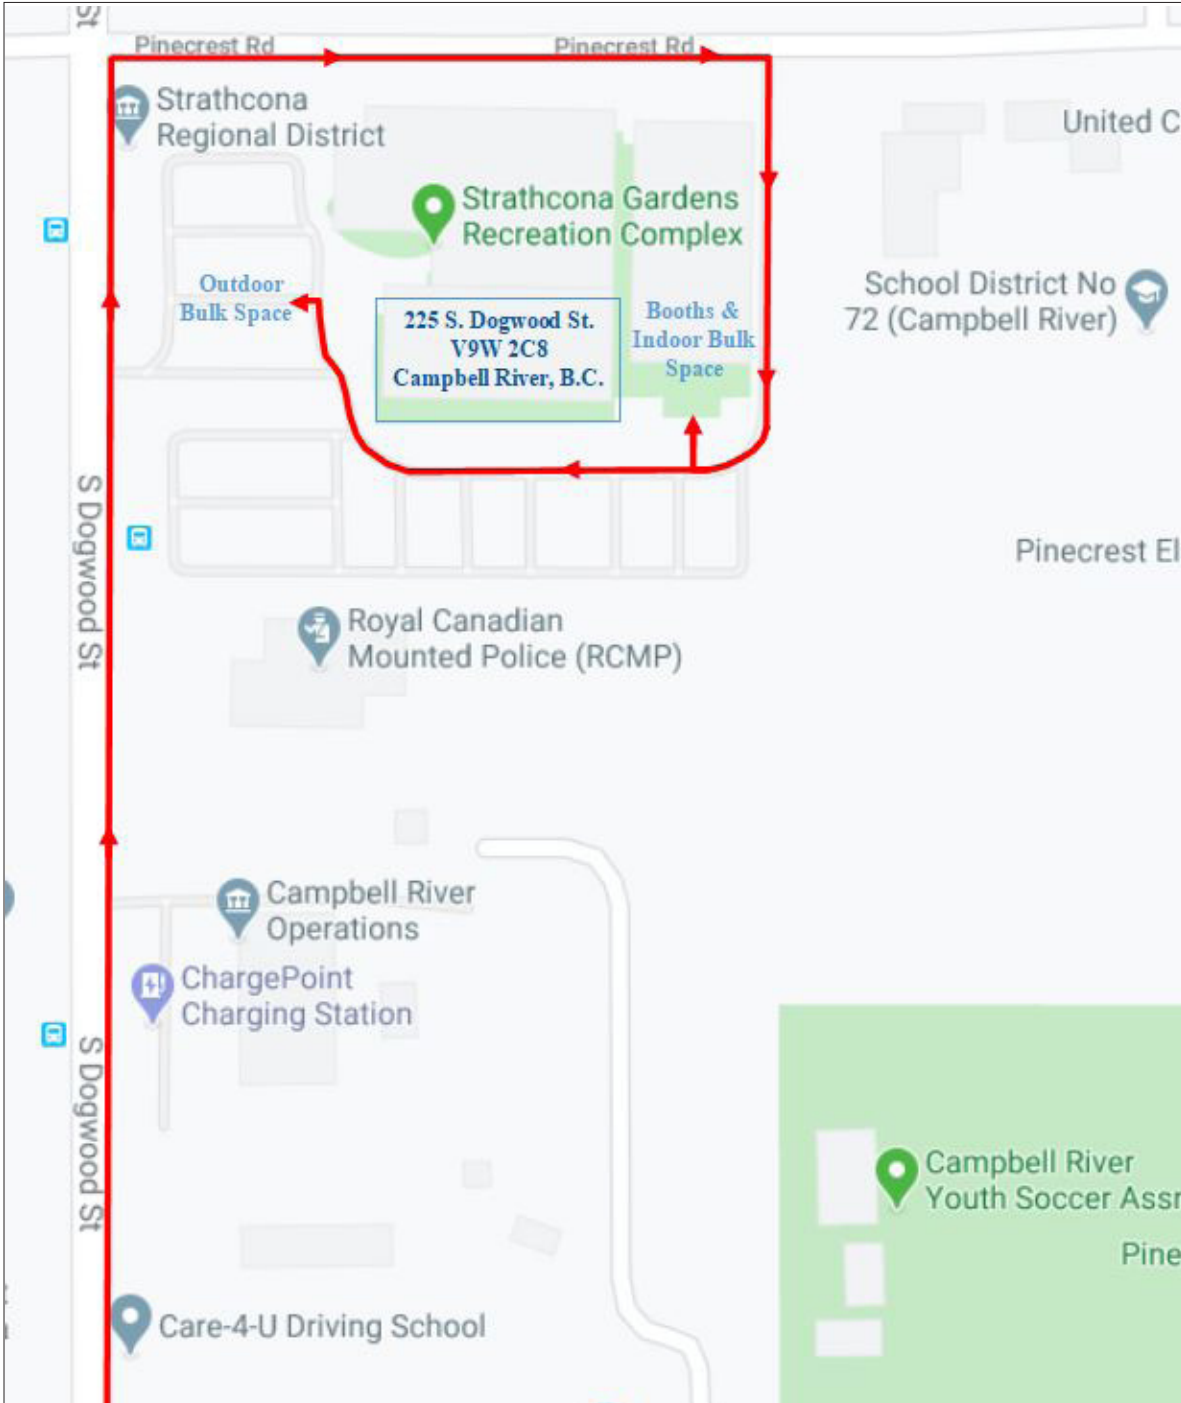 St
Pinecrest Rd
Pinecrest Rd
Strathcona
Regional District
United C
Strathcona Gardens
Recreation Complex
Outdoor
Bulk Space
225 S. Dogwood St.
V9W 2C8
Campbell River, B.C.
Booths &
Indoor Bulk
Space
School District No
72 (Campbell River)
S Dogwood St
Pinecrest El
Royal Canadian
Mounted Police (RCMP)
Campbell River
Operations
ChargePoint
Charging Station
S Dogwood St
Campbell River
Youth Soccer Ass
Pine
Care-4-U Driving School